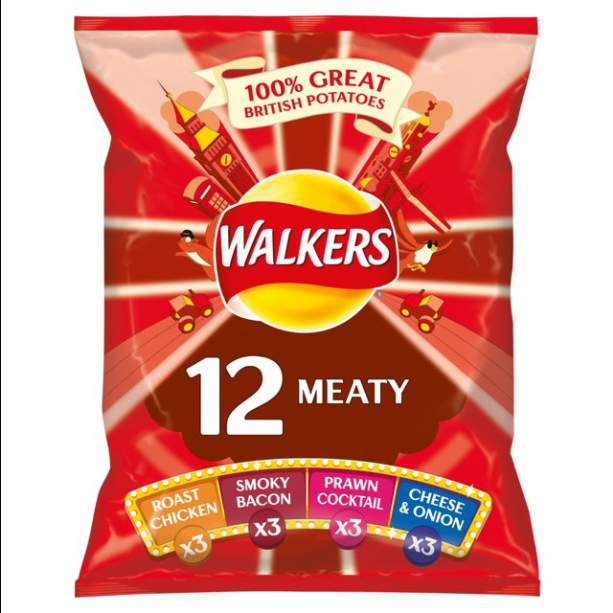 100% GREAT
BRITISH POTATOES
WALKERS
12 MEATY
ROAST
CHICKEN
x3
SMOKY
BACON
x3
PRAWN
COCKTAIL
x3
CHEESE
& ONION
x3